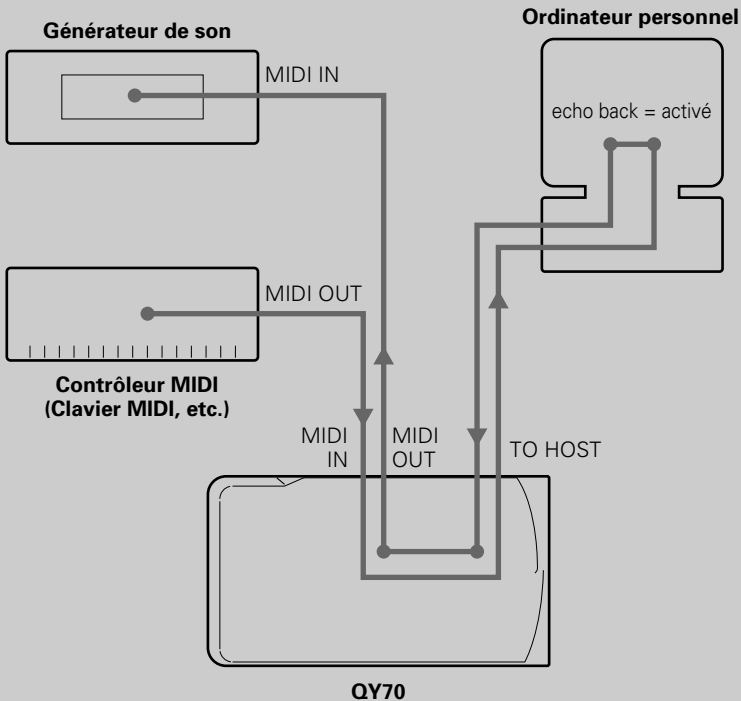 Générateur de son
Ordinateur personnel
MIDI IN
echo back = activé
MIDI OUT
Contrôleur MIDI
(Clavier MIDI, etc.)
MIDI
IN
MIDI
OUT
TO HOST
QY70